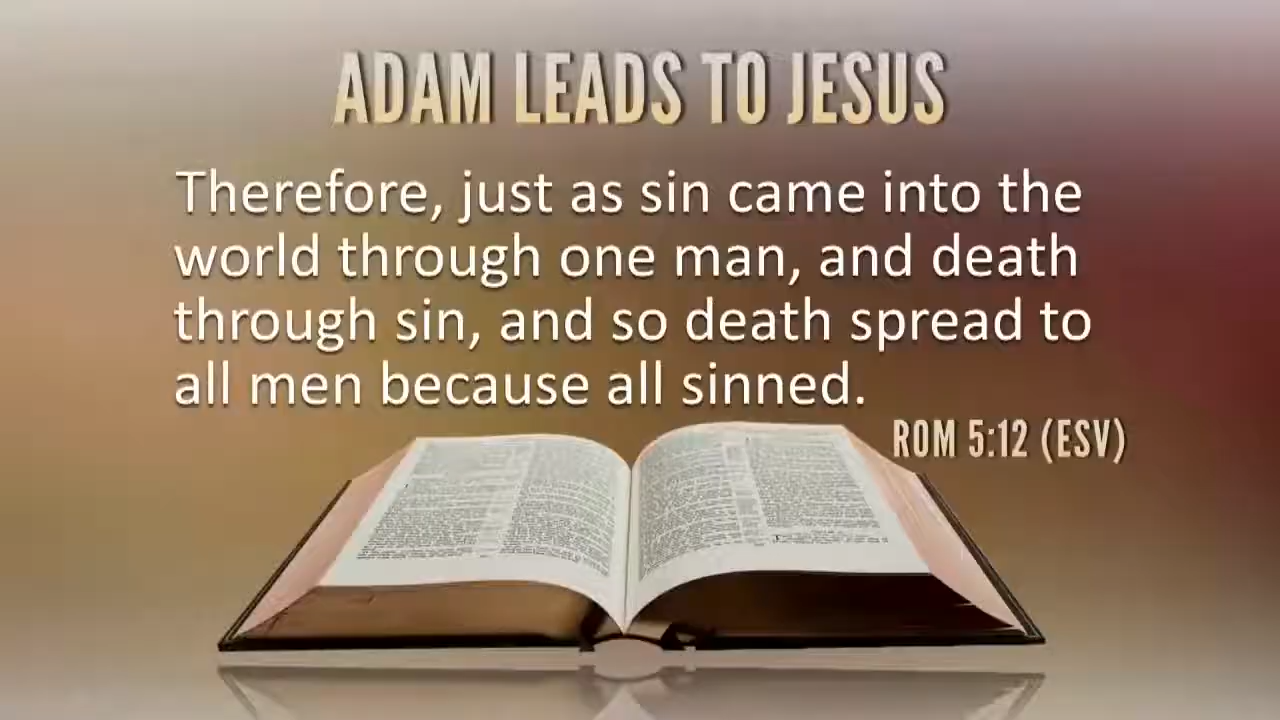 ADAM LEADS TO JESUS
Therefore, just as sin came into the
world through one man, and death
through sin, and so death spread to
all men because all sinned.
ROM 5:12 (ESV)